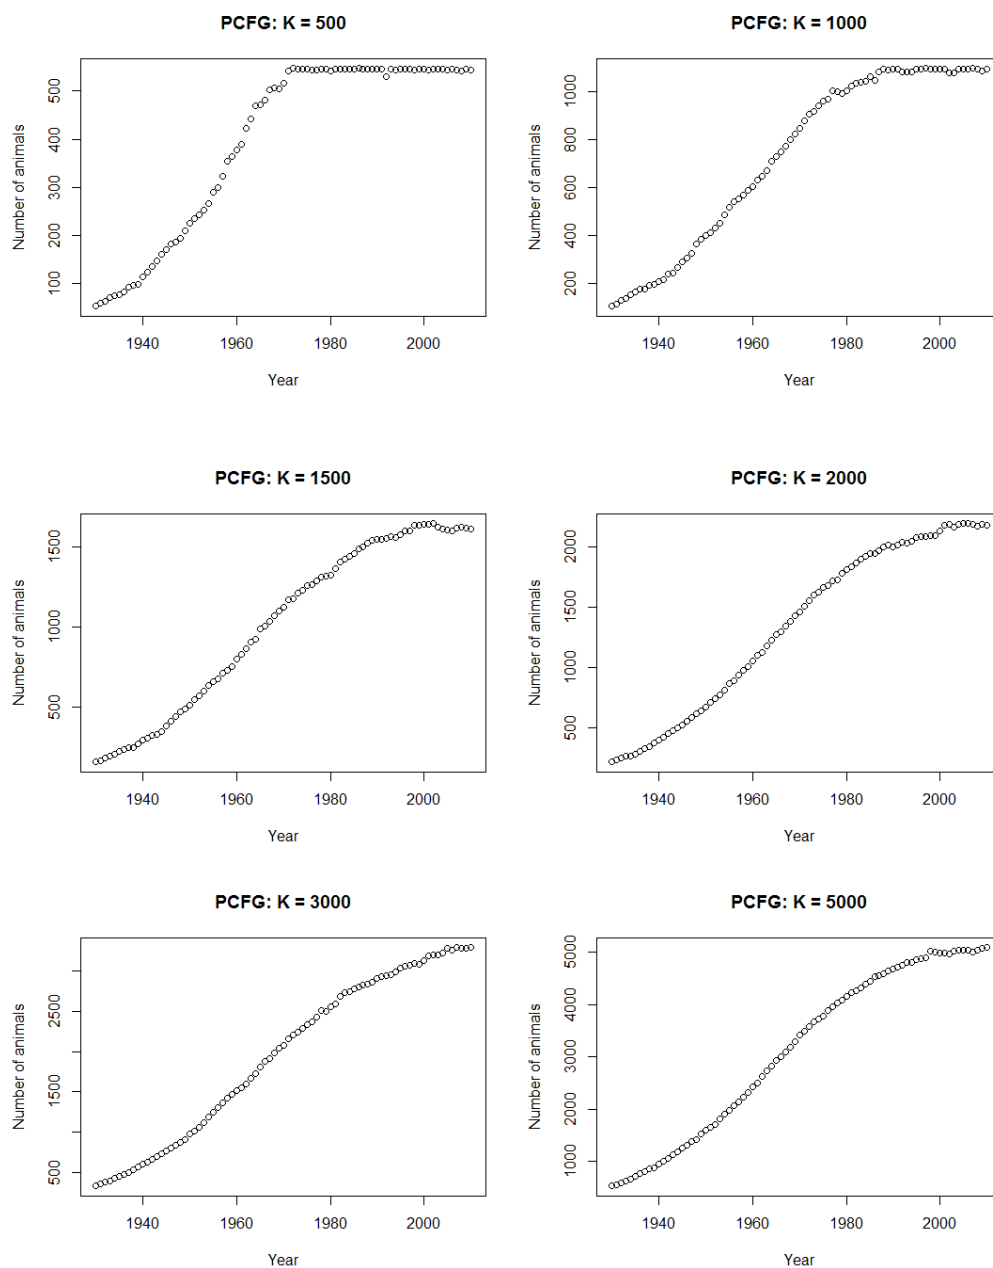 PCFG: K = 500
Number of animals
500
400
300
200
100
1940 1960 1980 2000
Year
PCFG: K = 1000
Number of animals
1000
800
600
400
200
1940 1960 1980 2000
Year
PCFG: K = 1500
Number of animals
1500
1000
500
1940 1960 1980 2000
Year
PCFG: K = 2000
Number of animals
2000
1500
1000
500
1940 1960 1980 2000
Year
PCFG: K = 3000
Number of animals
2500
1500
500
1940 1960 1980 2000
Year
PCFG: K = 5000
Number of animals
5000
4000
3000
2000
1000
1940 1960 1980 2000
Year